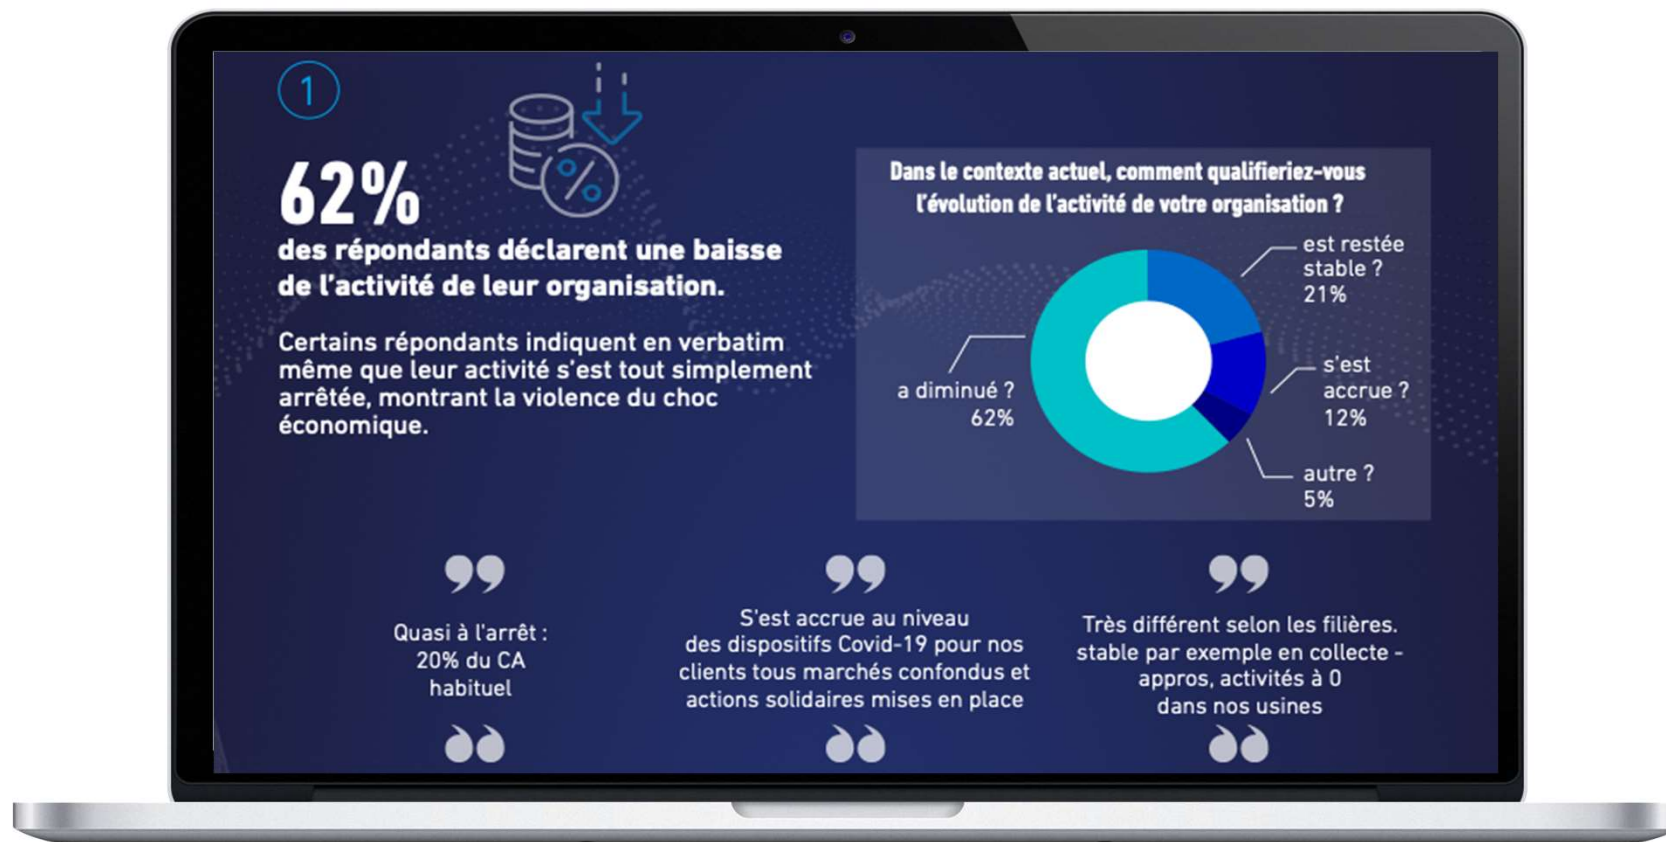 1
62%
des répondants déclarent une baisse
de l'activité de leur organisation.
Certains répondants indiquent en verbatim
même que leur activité s'est tout simplement
arrêtée, montrant la violence du choc
économique.
Dans le contexte actuel, comment qualifieriez-vous
l'évolution de l'activité de votre organisation ?
est restée
stable ?
21%
s'est
accrue ?
12%
autre ?
5%
a diminué ?
62%
Quasi à l'arrêt :
20% du CA
habituel
S'est accrue au niveau
des dispositifs Covid-19 pour nos
clients tous marchés confondus et
actions solidaires mises en place
Très différent selon les filières.
stable par exemple en collecte -
appros, activités à 0
dans nos usines